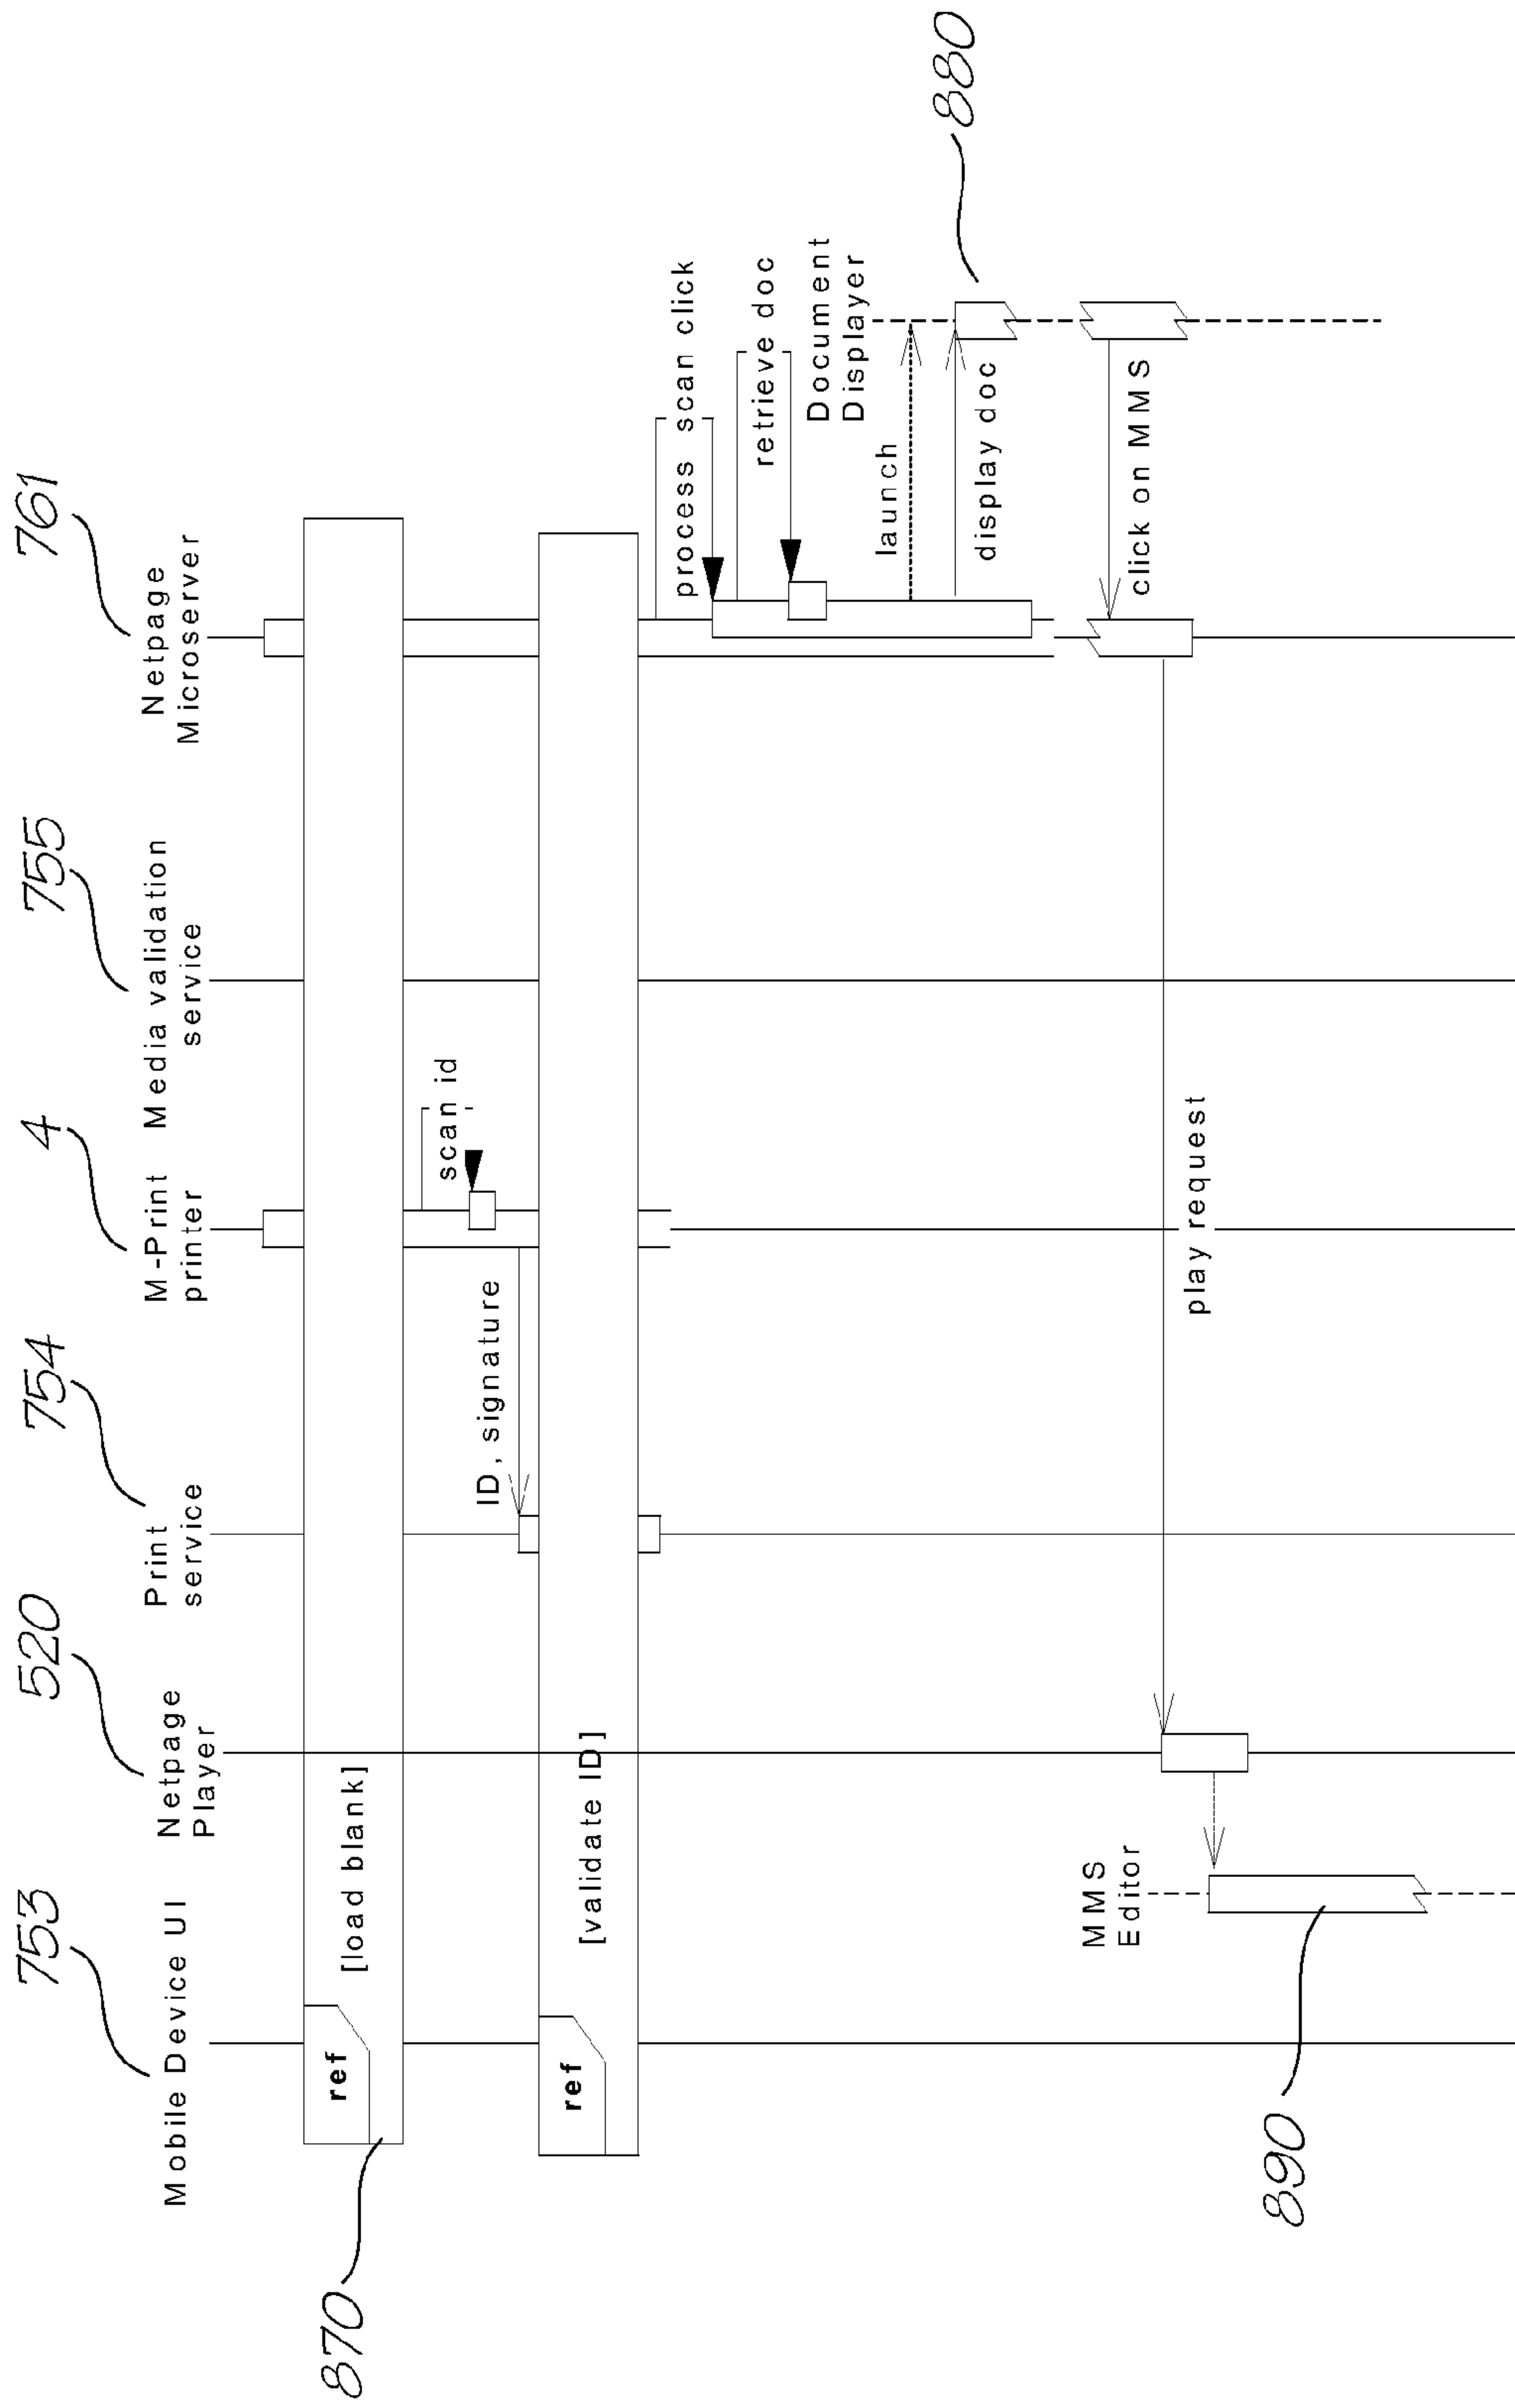 753
520
754
4
755
761
Mobile Device UI
Netpage
Player
Print
service
M-Print
printer
Media validation
service
Netpage
Microserver
870
ref
[load blank]
scan id
ID, signature
ref
[validate ID]
process scan click
retrieve doc
Document
Displayer
launch
880
display doc
click on MMS
MMS
Editor
play request
890